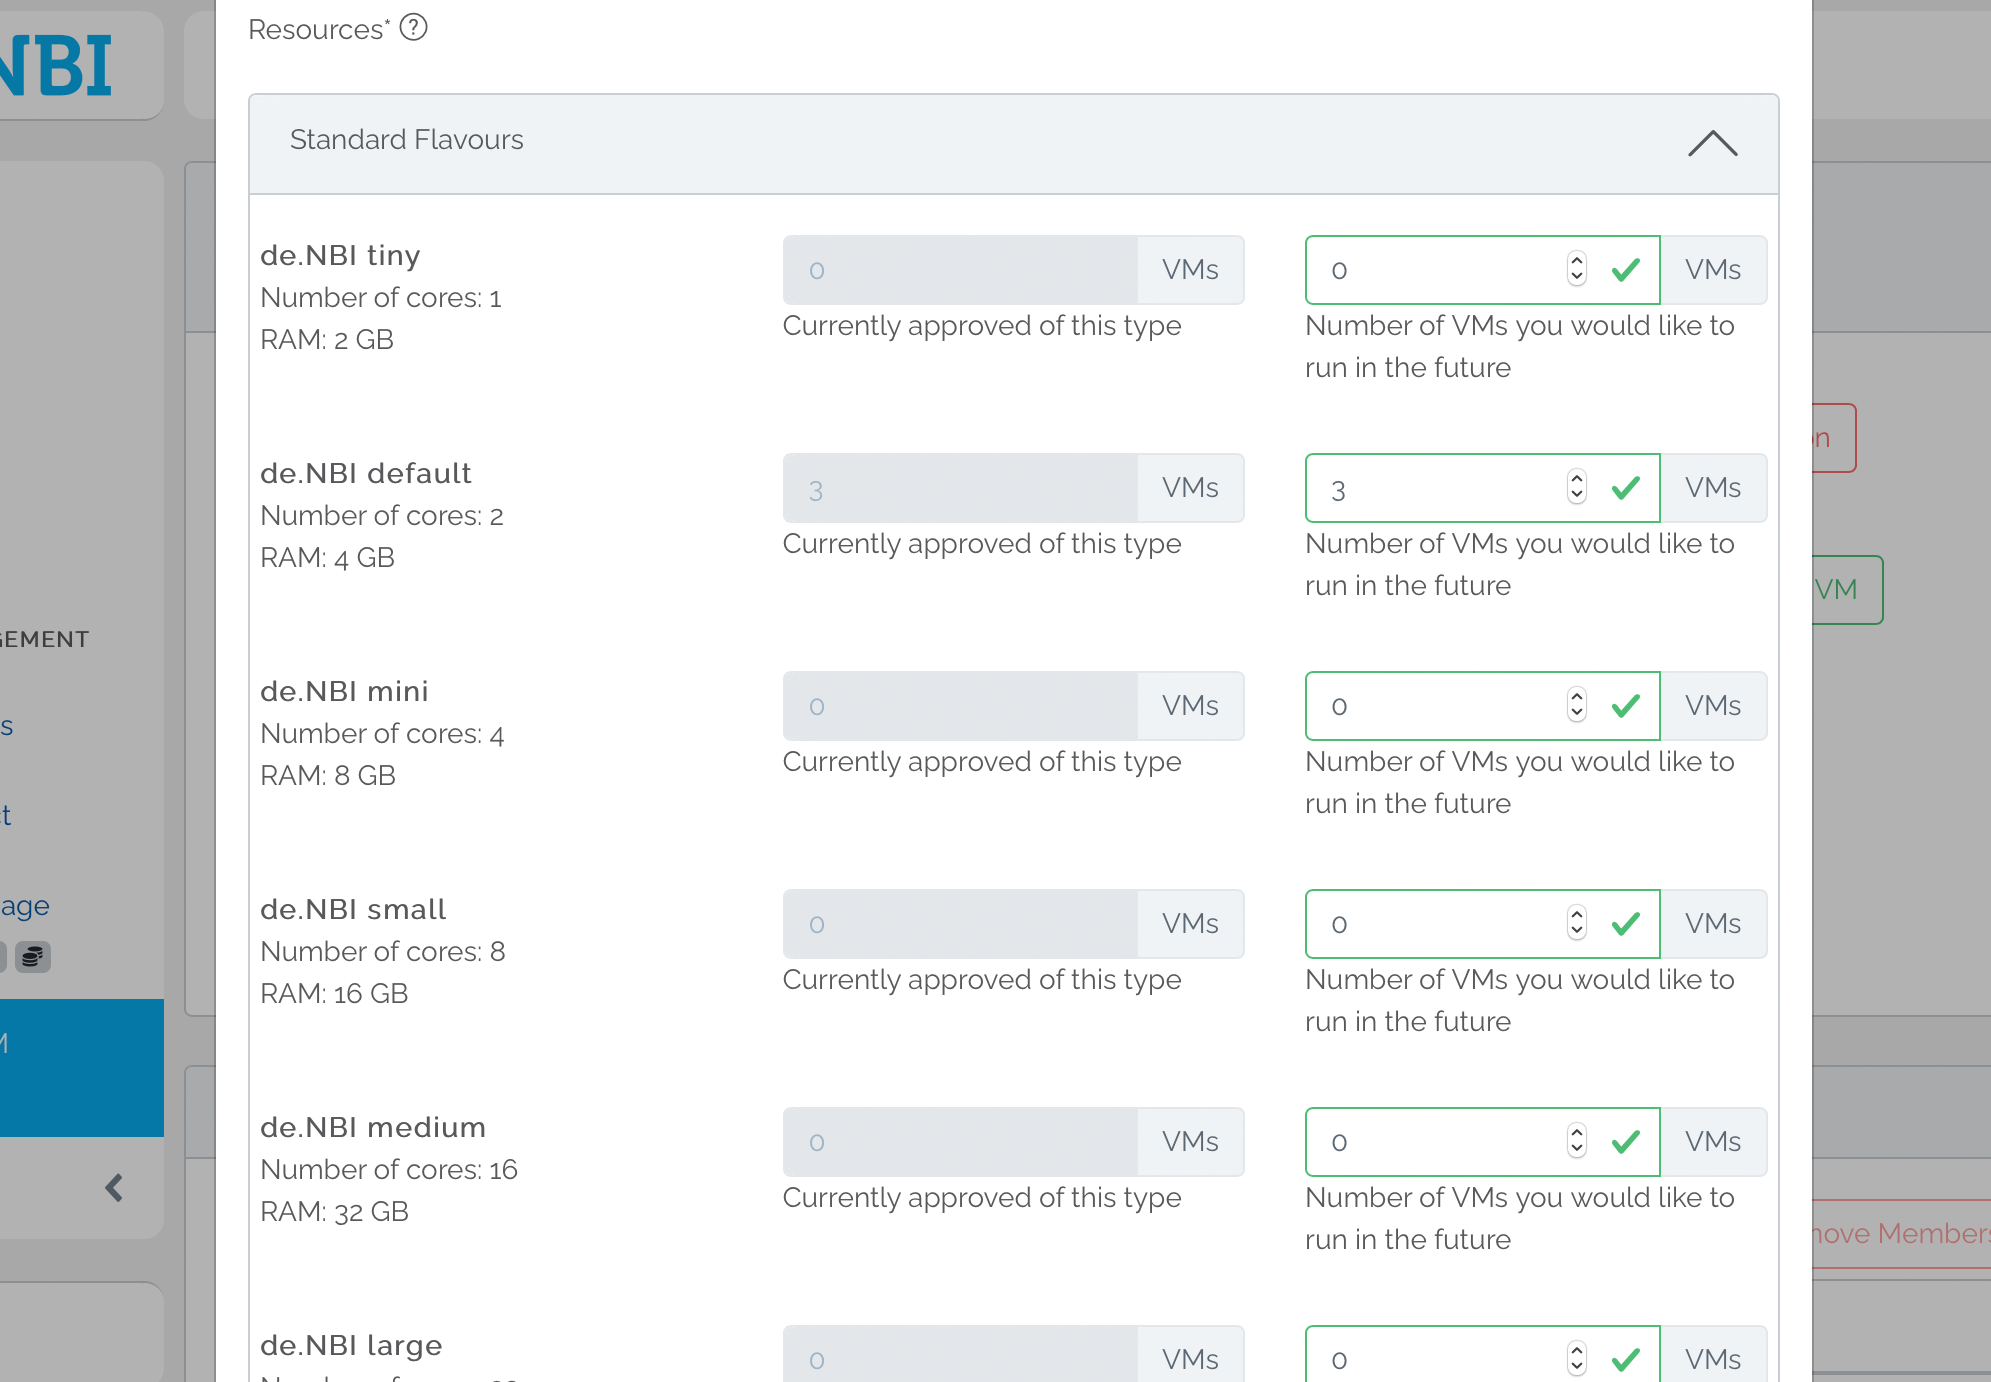 NBI
Resources* ?
Standard Flavours
de.NBI tiny
Number of cores: 1
RAM: 2 GB
0 VMs
Currently approved of this type
0 VMs
Number of VMs you would like to
run in the future
de.NBI default
Number of cores: 2
RAM: 4 GB
3 VMs
Currently approved of this type
3 VMs
Number of VMs you would like to
run in the future
de.NBI mini
Number of cores: 4
RAM: 8 GB
0 VMs
Currently approved of this type
0 VMs
Number of VMs you would like to
run in the future
de.NBI small
Number of cores: 8
RAM: 16 GB
0 VMs
Currently approved of this type
0 VMs
Number of VMs you would like to
run in the future
de.NBI medium
Number of cores: 16
RAM: 32 GB
0 VMs
Currently approved of this type
0 VMs
Number of VMs you would like to
run in the future
de.NBI large
0 VMs
0 VMs
VM
Members